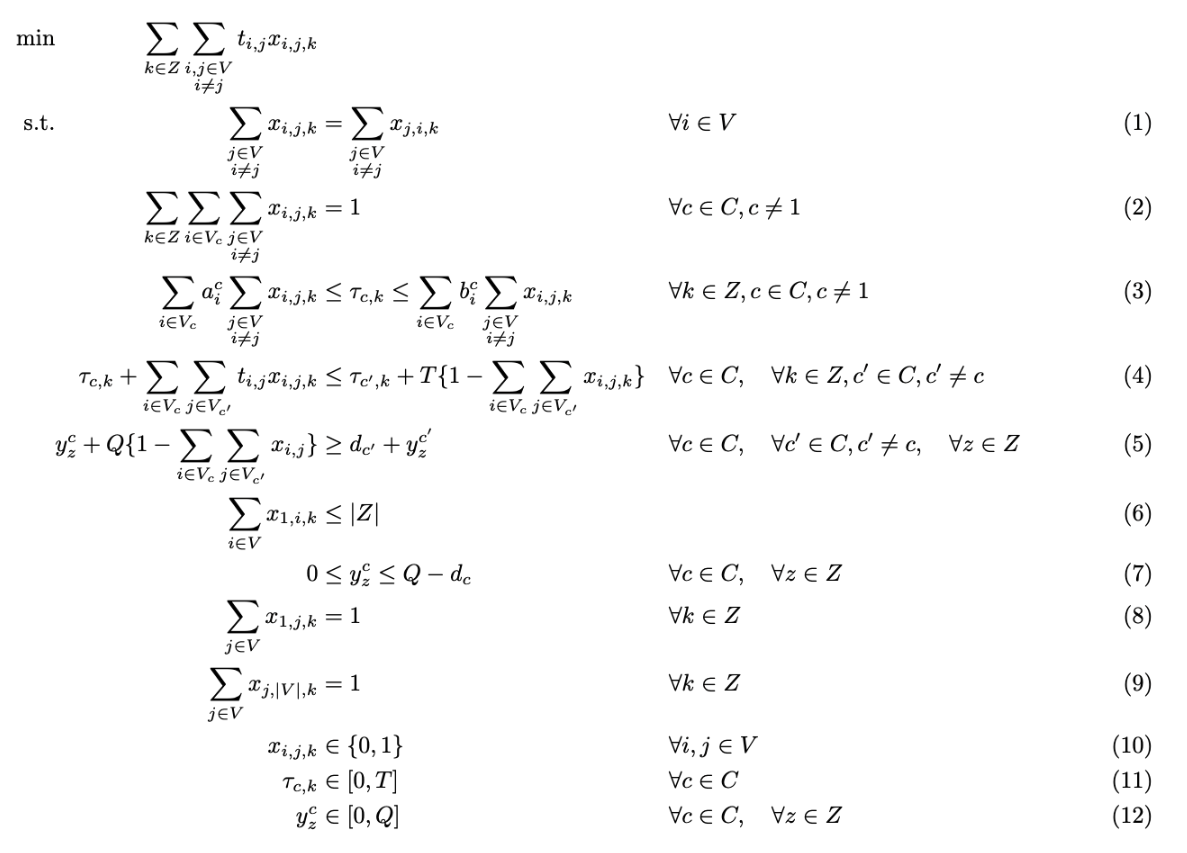 min \sum_{k \in Z} \sum_{\substack{i,j \in V \\ i \neq j}} t_{i,j} x_{i,j,k}
s.t. \sum_{\substack{j \in V \\ i \neq j}} x_{i,j,k} = \sum_{\substack{j \in V \\ i \neq j}} x_{j,i,k} \forall i \in V (1)
\sum_{k \in Z} \sum_{i \in V_c} \sum_{\substack{j \in V \\ i \neq j}} x_{i,j,k} = 1 \forall c \in C, c \neq 1 (2)
\sum_{i \in V_c} a_i^c \sum_{\substack{j \in V \\ i \neq j}} x_{i,j,k} \leq \tau_{c,k} \leq \sum_{i \in V_c} b_i^c \sum_{\substack{j \in V \\ i \neq j}} x_{i,j,k} \forall k \in Z, c \in C, c \neq 1 (3)
\tau_{c,k} + \sum_{i \in V_c} \sum_{j \in V_{c'}} t_{i,j} x_{i,j,k} \leq \tau_{c',k} + T\{1 - \sum_{i \in V_c} \sum_{j \in V_{c'}} x_{i,j,k}\} \forall c \in C, \forall k \in Z, c' \in C, c' \neq c (4)
y_z^c + Q\{1 - \sum_{i \in V_c} \sum_{j \in V_{c'}} x_{i,j}\} \geq d_{c'} + y_z^{c'} \forall c \in C, \forall c' \in C, c' \neq c, \forall z \in Z (5)
\sum_{i \in V} x_{1,i,k} \leq |Z| (6)
0 \leq y_z^c \leq Q - d_c \forall c \in C, \forall z \in Z (7)
\sum_{j \in V} x_{1,j,k} = 1 \forall k \in Z (8)
\sum_{j \in V} x_{j,|V|,k} = 1 \forall k \in Z (9)
x_{i,j,k} \in \{0,1\} \forall i,j \in V (10)
\tau_{c,k} \in [0,T] \forall c \in C (11)
y_z^c \in [0,Q] \forall c \in C, \forall z \in Z (12)